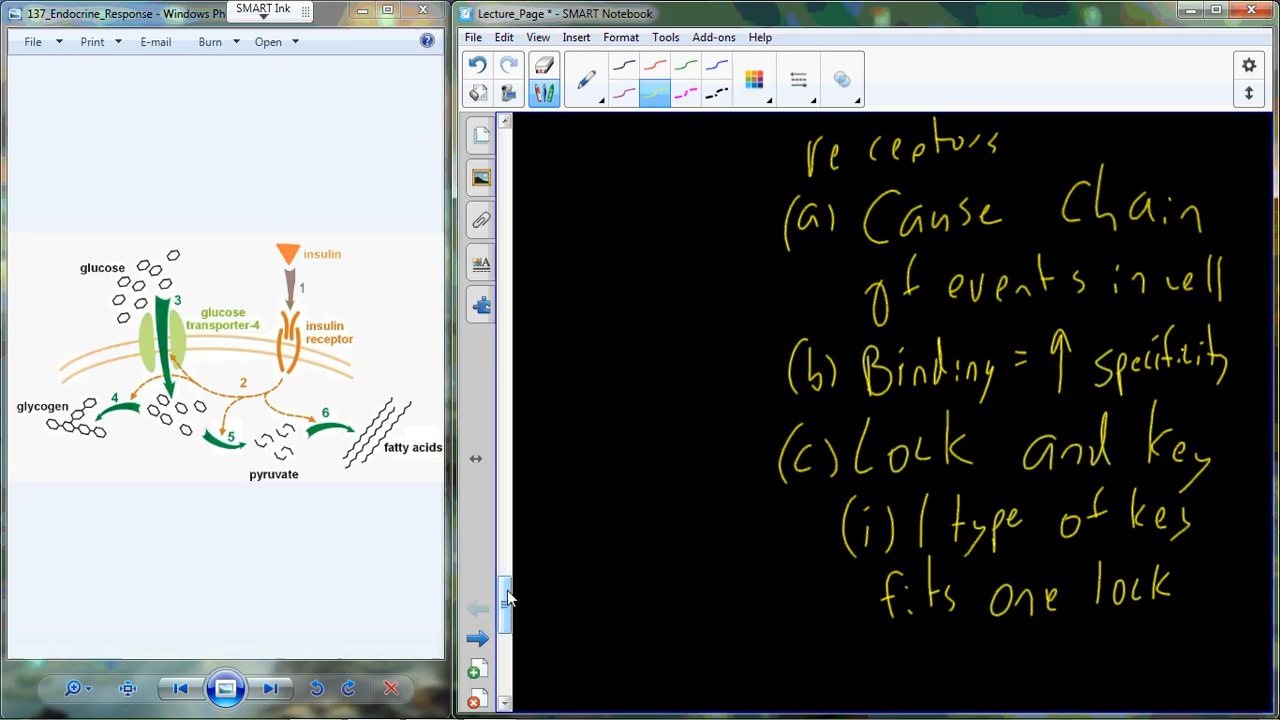 137_Endocrine_Response - Windows Ph
SMART Ink
File Print E-mail Burn Open
glucose
insulin
1
3
glucose
transporter-4
insulin
receptor
2
4
glycogen
5
6
pyruvate
fatty acids
Lecture_Page * - SMART Notebook
File Edit View Insert Format Tools Add-ons Help
receptors
(a) Cause Chain
of events in cell
(b) Binding = ↑ specificity
(c) Lock and key
(i) 1 type of key
fits one lock